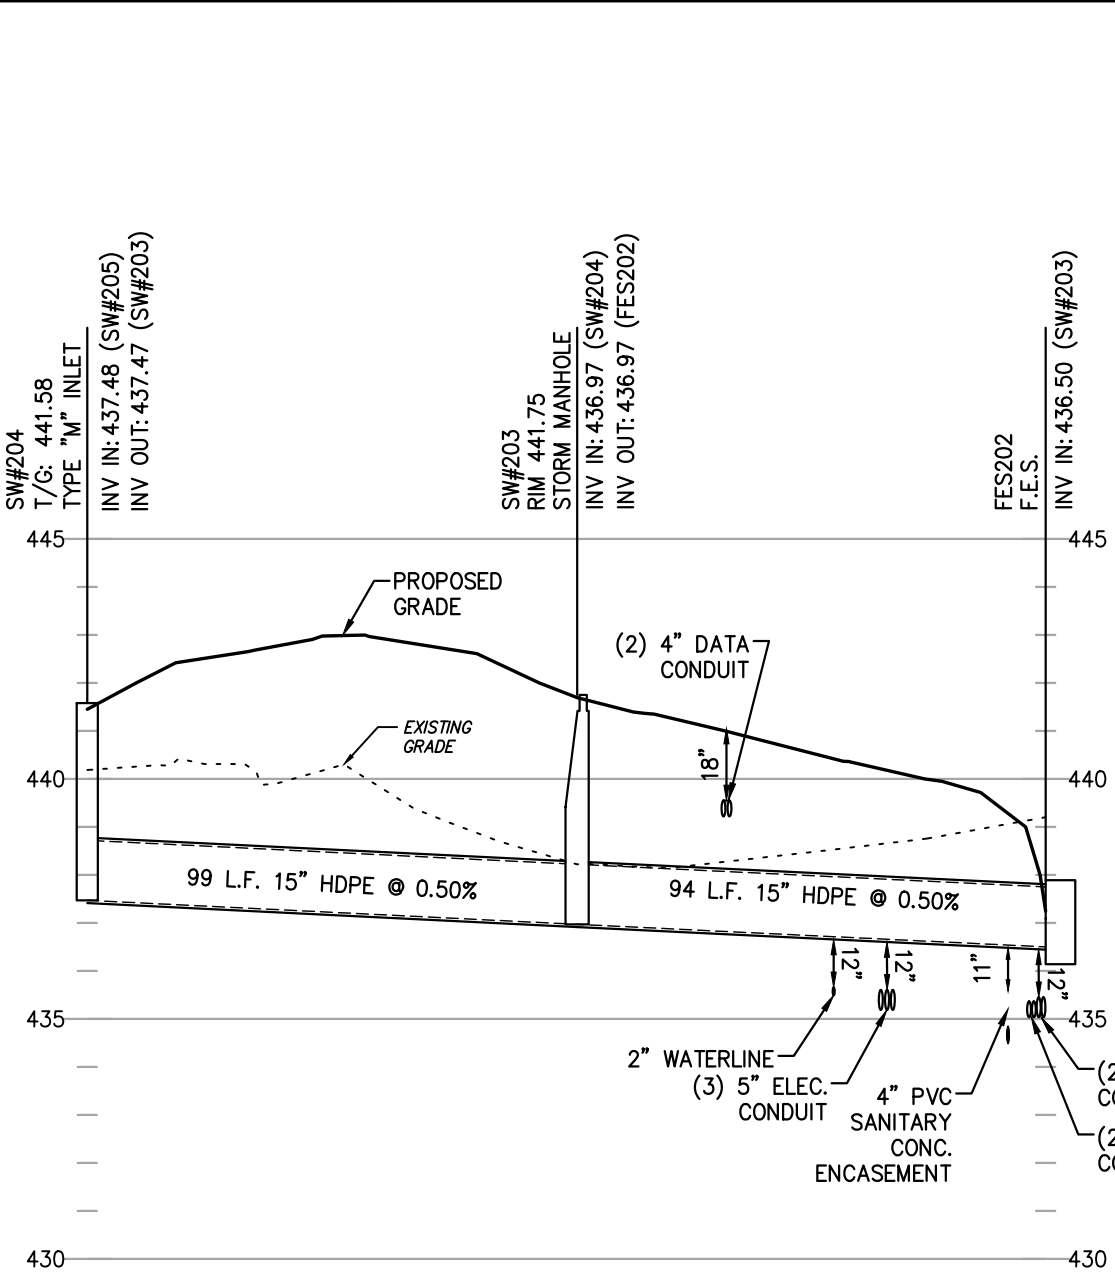 SW#204
T/G: 441.58
TYPE "M" INLET
INV IN: 437.48 (SW#205)
INV OUT: 437.47 (SW#203)
SW#203
RIM 441.75
STORM MANHOLE
INV IN: 436.97 (SW#204)
INV OUT: 436.97 (FES202)
FES202
F.E.S.
INV IN: 436.50 (SW#203)
445
445
PROPOSED
GRADE
(2) 4" DATA
CONDUIT
EXISTING
GRADE
18"
440
440
99 L.F. 15" HDPE @ 0.50%
94 L.F. 15" HDPE @ 0.50%
12"
12"
11"
12"
435
435
2" WATERLINE
(3) 5" ELEC.
CONDUIT
4" PVC
SANITARY
CONC.
ENCASEMENT
(2
(2
430
430